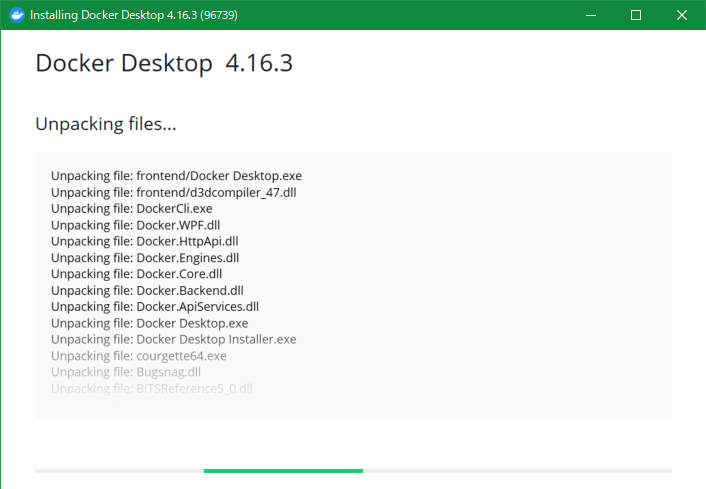 Installing Docker Desktop 4.16.3 (96739)
Docker Desktop 4.16.3
Unpacking files...
Unpacking file: frontend/Docker Desktop.exe
Unpacking file: frontend/d3dcompiler_47.dll
Unpacking file: DockerCli.exe
Unpacking file: Docker.WPF.dll
Unpacking file: Docker.HttpApi.dll
Unpacking file: Docker.Engines.dll
Unpacking file: Docker.Core.dll
Unpacking file: Docker.Backend.dll
Unpacking file: Docker.ApiServices.dll
Unpacking file: Docker Desktop.exe
Unpacking file: Docker Desktop Installer.exe
Unpacking file: courgette64.exe
Unpacking file: Bugsnag.dll
Unpacking file: BITSReference5_0.dll